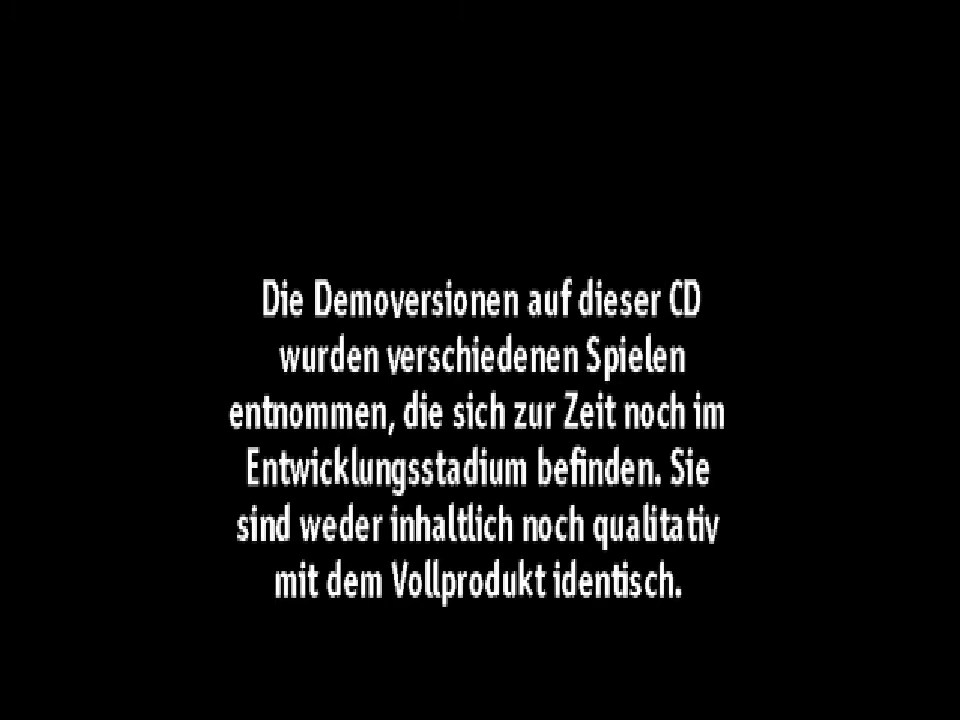 Die Demoversionen auf dieser CD
wurden verschiedenen Spielen
entnommen, die sich zur Zeit noch im
Entwicklungsstadium befinden. Sie
sind weder inhaltlich noch qualitativ
mit dem Vollprodukt identisch.